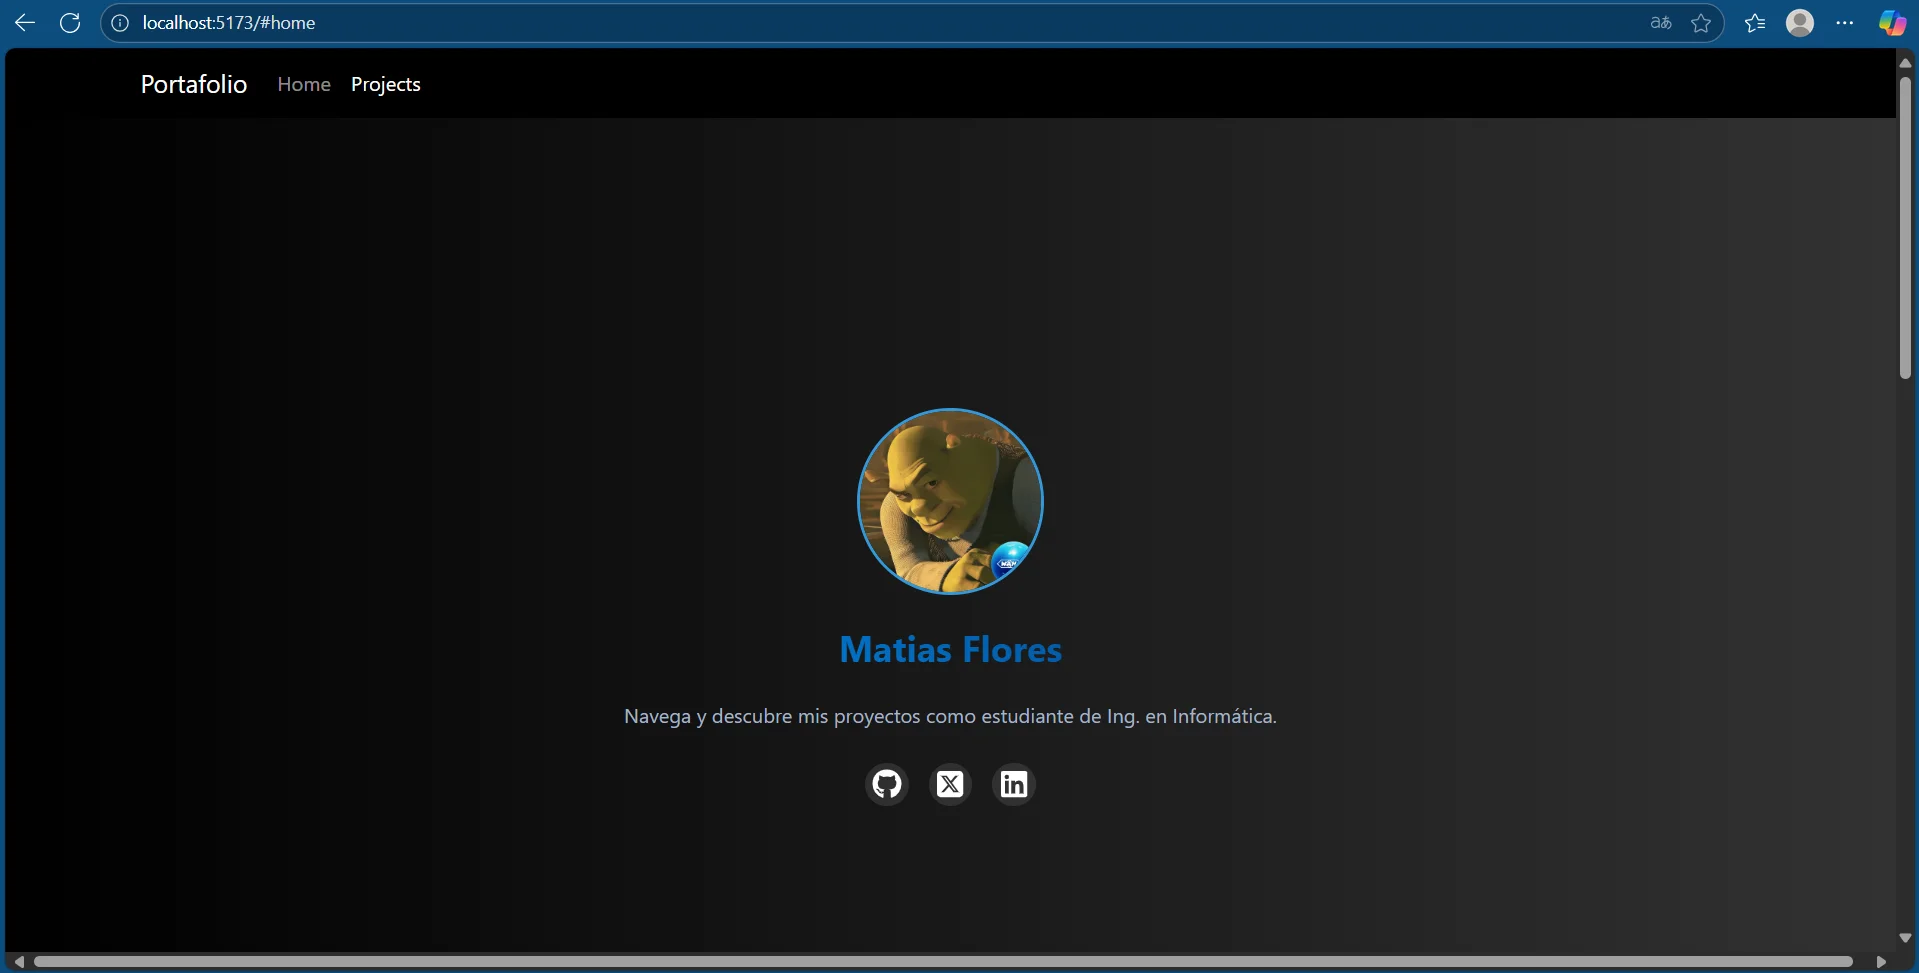 localhost:5173/#home
Portafolio Home Projects
Matias Flores
Navega y descubre mis proyectos como estudiante de Ing. en Informática.